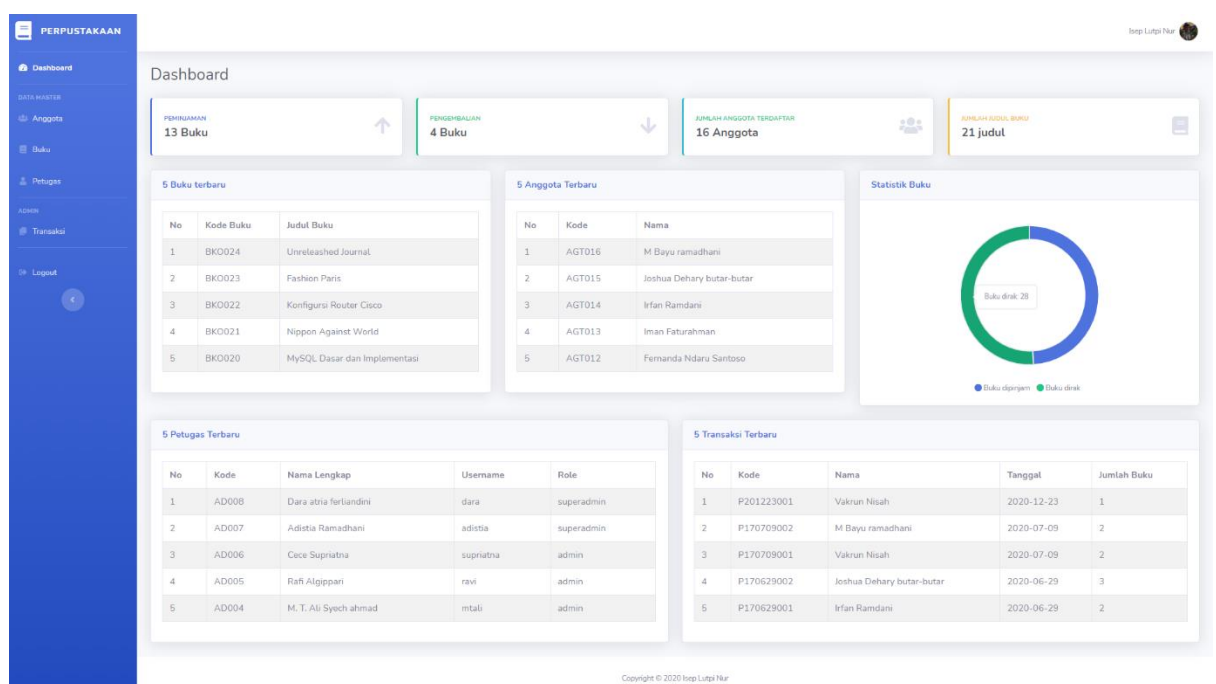 PERPUSTAKAAN
Isep Lutpi Nur
Dashboard
DATA MASTER
Anggota
Buku
Petugas
ADMIN
Transaksi
Logout
Dashboard
PEMINJAMAN
13 Buku
PENGEMBALIAN
4 Buku
JUMLAH ANGGOTA TERDAFTAR
16 Anggota
JUMLAH JUDUL BUKU
21 judul
5 Buku terbaru
No Kode Buku Judul Buku
1 BKO024 Unreleashed Journal
2 BKO023 Fashion Paris
3 BKO022 Konfigursi Router Cisco
4 BKO021 Nippon Against World
5 BKO020 MySQL Dasar dan Implementasi
5 Anggota Terbaru
No Kode Nama
1 AGT016 M Bayu ramadhani
2 AGT015 Joshua Dehary butar-butar
3 AGT014 Irfan Ramdani
4 AGT013 Iman Faturahman
5 AGT012 Fernanda Ndaru Santoso
Statistik Buku
Buku dirak: 28
Buku dipinjam Buku dirak
5 Petugas Terbaru
No Kode Nama Lengkap Username Role
1 AD008 Dara atria ferliandini dara superadmin
2 AD007 Adistia Ramadhani adistia superadmin
3 AD006 Cece Supriatna supriatna admin
4 AD005 Rafi Algippari ravi admin
5 AD004 M. T. Ali Syech ahmad mtali admin
5 Transaksi Terbaru
No Kode Nama Tanggal Jumlah Buku
1 P201223001 Vakrun Nisah 2020-12-23 1
2 P170709002 M Bayu ramadhani 2020-07-09 2
3 P170709001 Vakrun Nisah 2020-07-09 2
4 P170629002 Joshua Dehary butar-butar 2020-06-29 3
5 P170629001 Irfan Ramdani 2020-06-29 2
Copyright © 2020 Isep Lutpi Nur